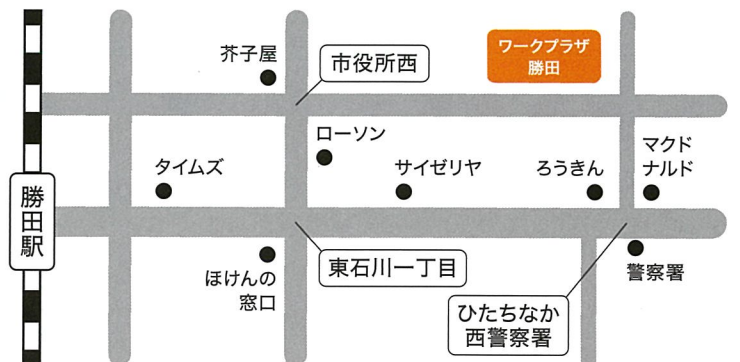 芥子屋
市役所西
ワークプラザ
勝田
ローソン
マクド
ナルド
タイムズ
サイゼリヤ
ろうきん
勝田駅
東石川一丁目
ほけんの
窓口
警察署
ひたちなか
西警察署